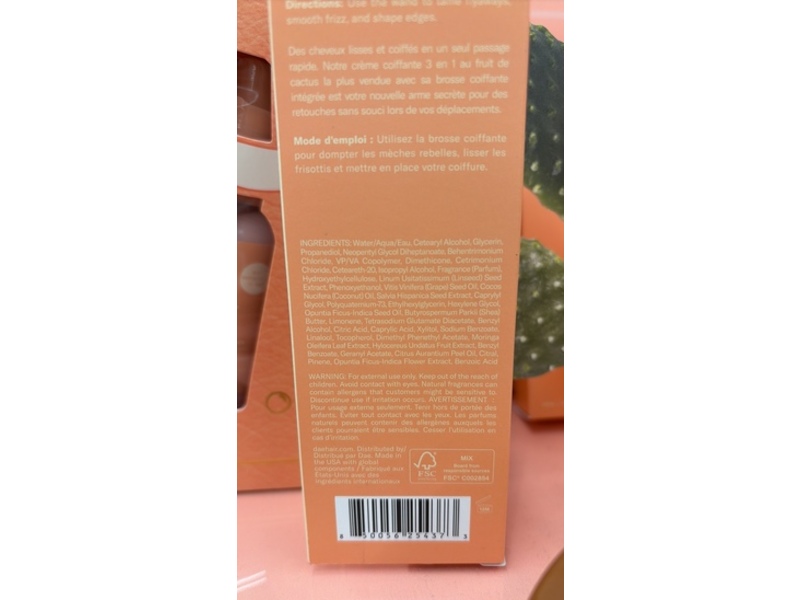 Directions: Use the wand to tame flyaways,
smooth frizz, and shape edges.
Des cheveux lisses et coiffés en un seul passage
rapide. Notre crème coiffante 3 en 1 au fruit de
cactus la plus vendue avec sa brosse coiffante
intégrée est votre nouvelle arme secrète pour des
retouches sans souci lors de vos déplacements.
Mode d'emploi : Utilisez la brosse coiffante
pour dompter les mèches rebelles, lisser les
frisottis et mettre en place votre coiffure.
INGREDIENTS: Water/Aqua/Eau, Cetearyl Alcohol, Glycerin,
Propanediol, Neopentyl Glycol Diheptanoate, Behentrimonium
Chloride, VP/VA Copolymer, Dimethicone, Cetrimonium
Chloride, Ceteareth-20, Isopropyl Alcohol, Fragrance (Parfum),
Hydroxyethylcellulose, Linum Usitatissimum (Linseed) Seed
Extract, Phenoxyethanol, Vitis Vinifera (Grape) Seed Oil, Cocos
Nucifera (Coconut) Oil, Salvia Hispanica Seed Extract, Caprylyl
Glycol, Polyquaternium-73, Ethylhexylglycerin, Hexylene Glycol,
Opuntia Ficus-Indica Seed Oil, Butyrospermum Parkii (Shea)
Butter, Limonene, Tetrasodium Glutamate Diacetate, Benzyl
Alcohol, Citric Acid, Caprylic Acid, Xylitol, Sodium Benzoate,
Linalool, Tocopherol, Dimethyl Phenethyl Acetate, Moringa
Oleifera Leaf Extract, Hylocereus Undatus Fruit Extract, Benzyl
Benzoate, Geranyl Acetate, Citrus Aurantium Peel Oil, Citral,
Pinene, Opuntia Ficus-Indica Flower Extract, Benzoic Acid
WARNING: For external use only. Keep out of the reach of
children. Avoid contact with eyes. Natural fragrances can
contain allergens that customers might be sensitive to.
Discontinue use if irritation occurs. AVERTISSEMENT :
Pour usage externe seulement. Tenir hors de portée des
enfants. Éviter tout contact avec les yeux. Les parfums
naturels peuvent contenir des allergènes auxquels les
clients pourraient être sensibles. Cesser l'utilisation en
cas d'irritation.
daehair.com. Distributed by/
Distribué par Dae. Made in
the USA with global
components / Fabriqué aux
États-Unis avec des
ingrédients internationaux
FSC
MIX
Board from
responsible sources
FSC® C002884
8 50056 25437 3